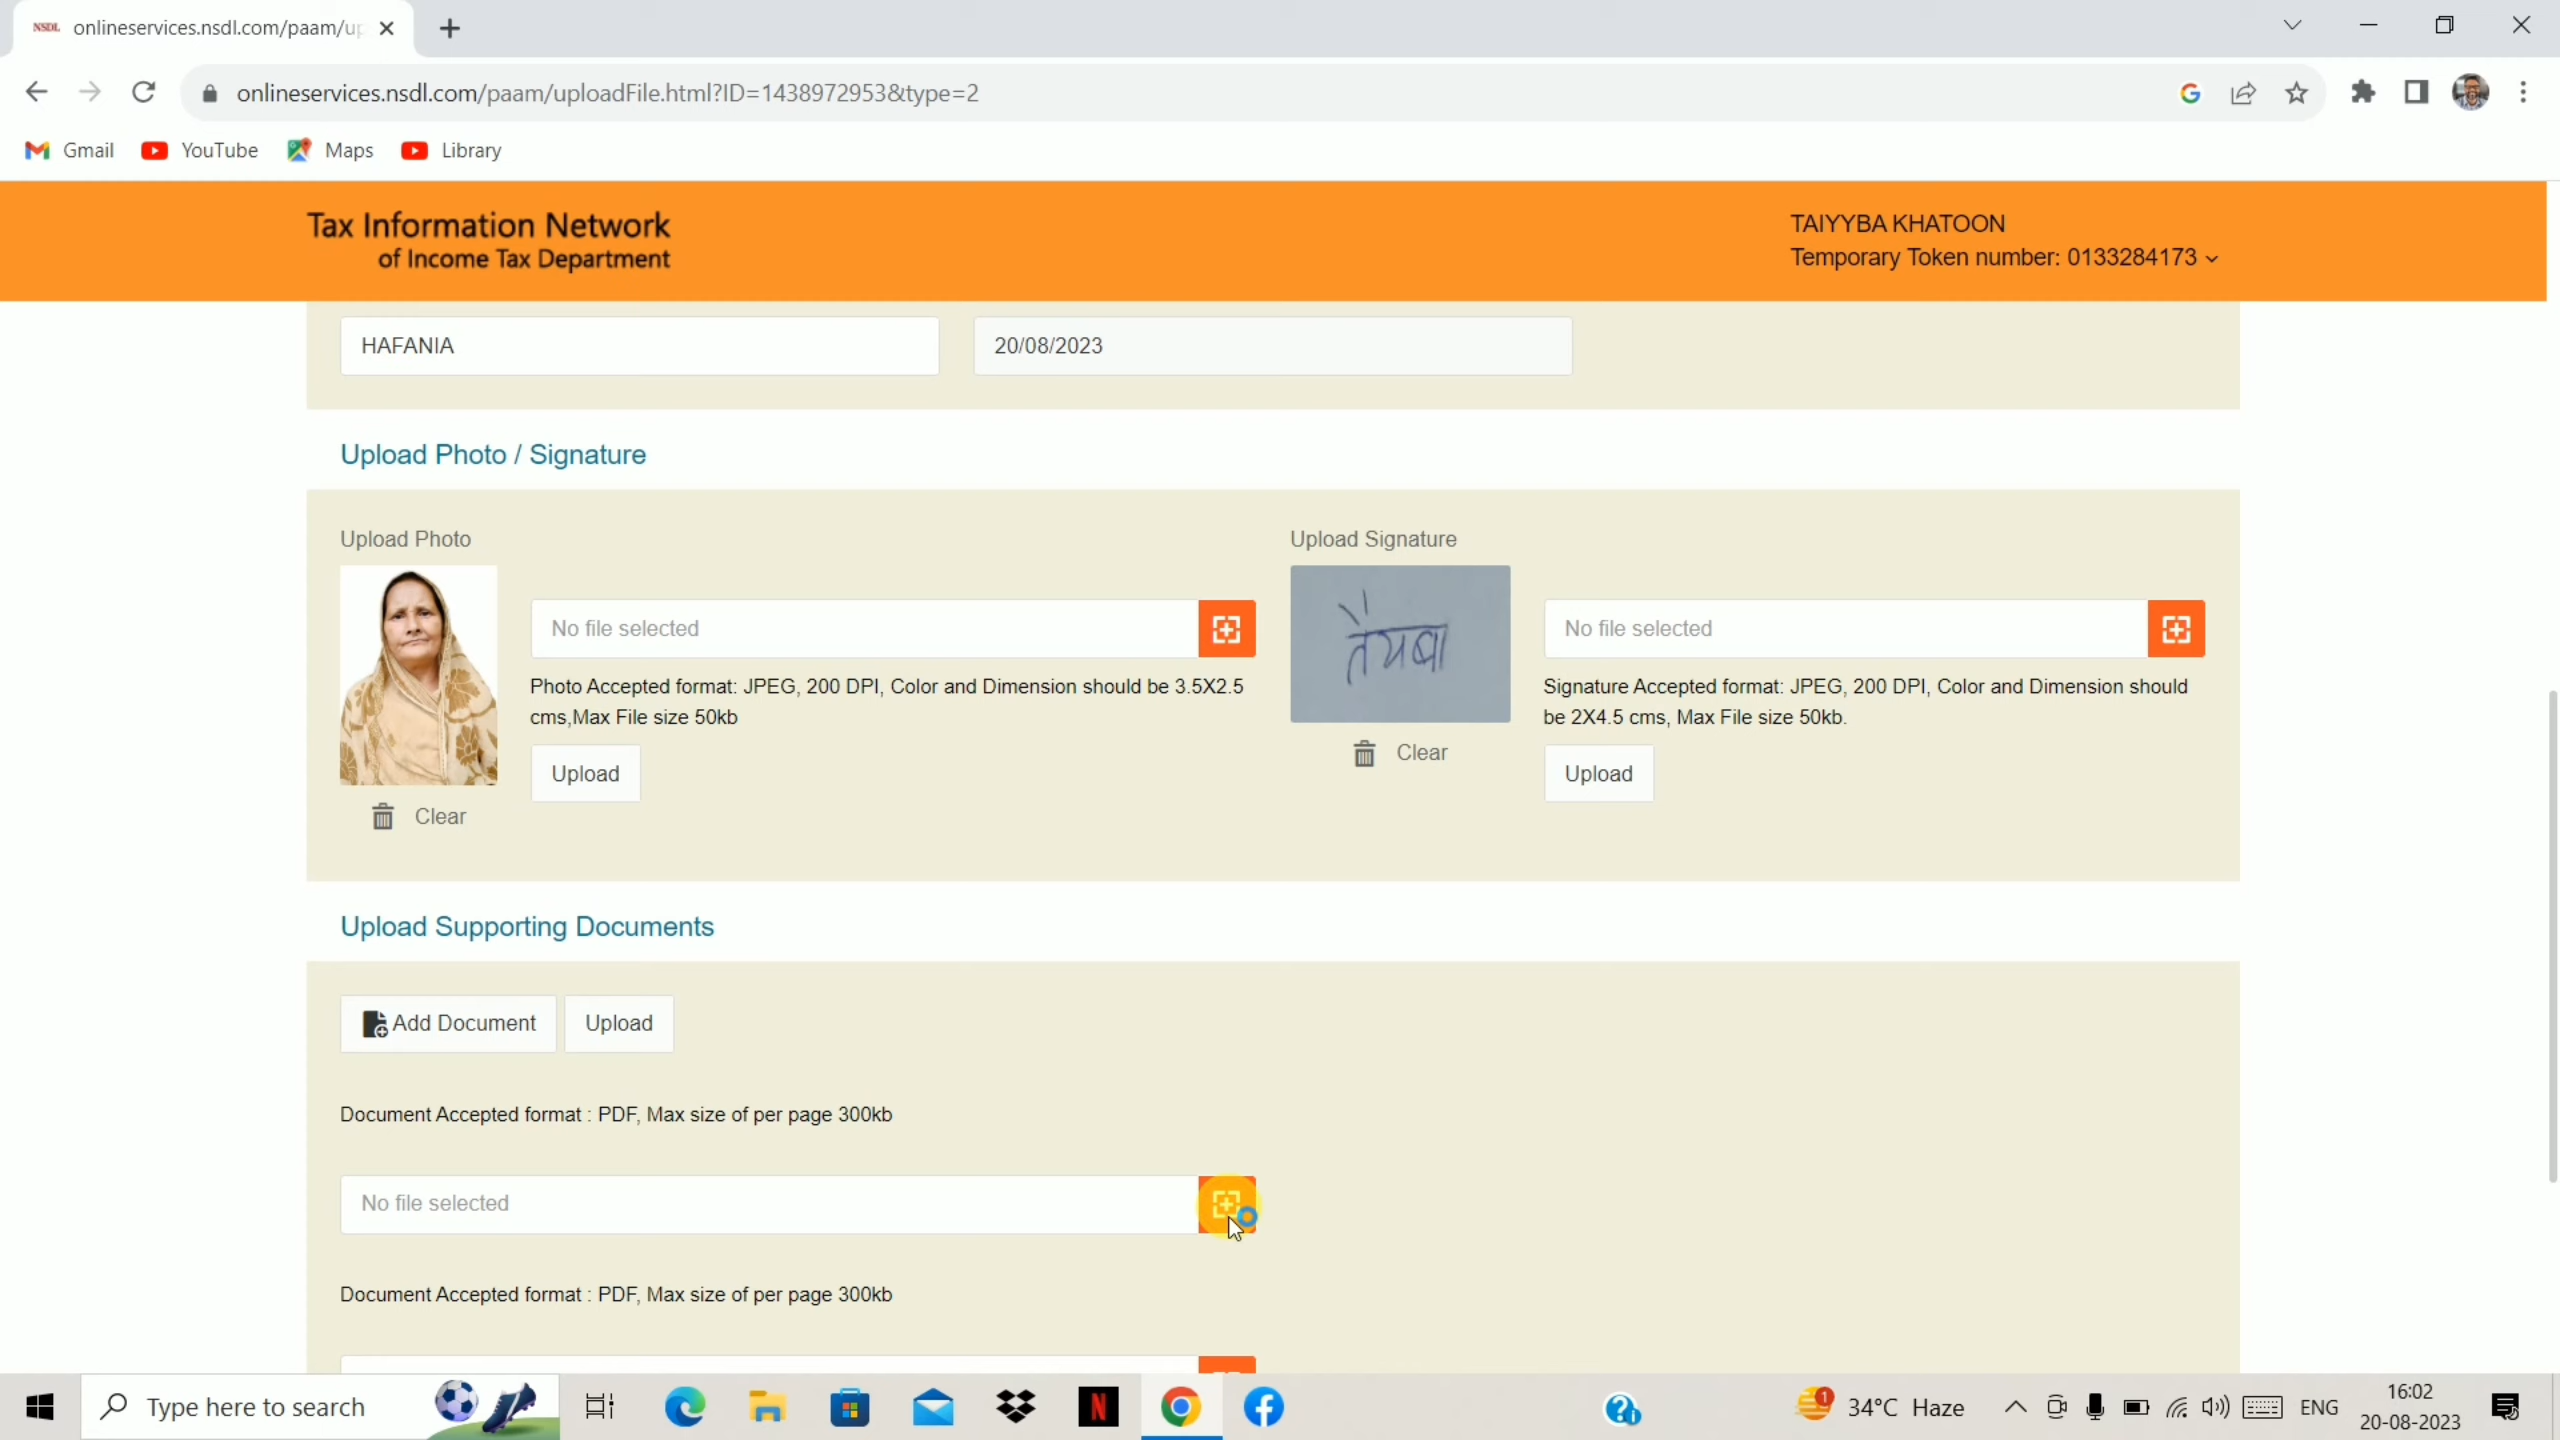 NSDL onlineservices.nsdl.com/paam/up
onlineservices.nsdl.com/paam/uploadFile.html?ID=1438972953&type=2
Gmail YouTube Maps Library
Tax Information Network
of Income Tax Department
TAIYYBA KHATOON
Temporary Token number: 0133284173
HAFANIA 20/08/2023
Upload Photo / Signature
Upload Photo
No file selected
Photo Accepted format: JPEG, 200 DPI, Color and Dimension should be 3.5X2.5
cms,Max File size 50kb
Upload
Clear
Upload Signature
तैयबा
No file selected
Signature Accepted format: JPEG, 200 DPI, Color and Dimension should
be 2X4.5 cms, Max File size 50kb.
Clear
Upload
Upload Supporting Documents
Add Document Upload
Document Accepted format : PDF, Max size of per page 300kb
No file selected
Document Accepted format : PDF, Max size of per page 300kb
Type here to search
N
1
34°C Haze
ENG
16:02
20-08-2023